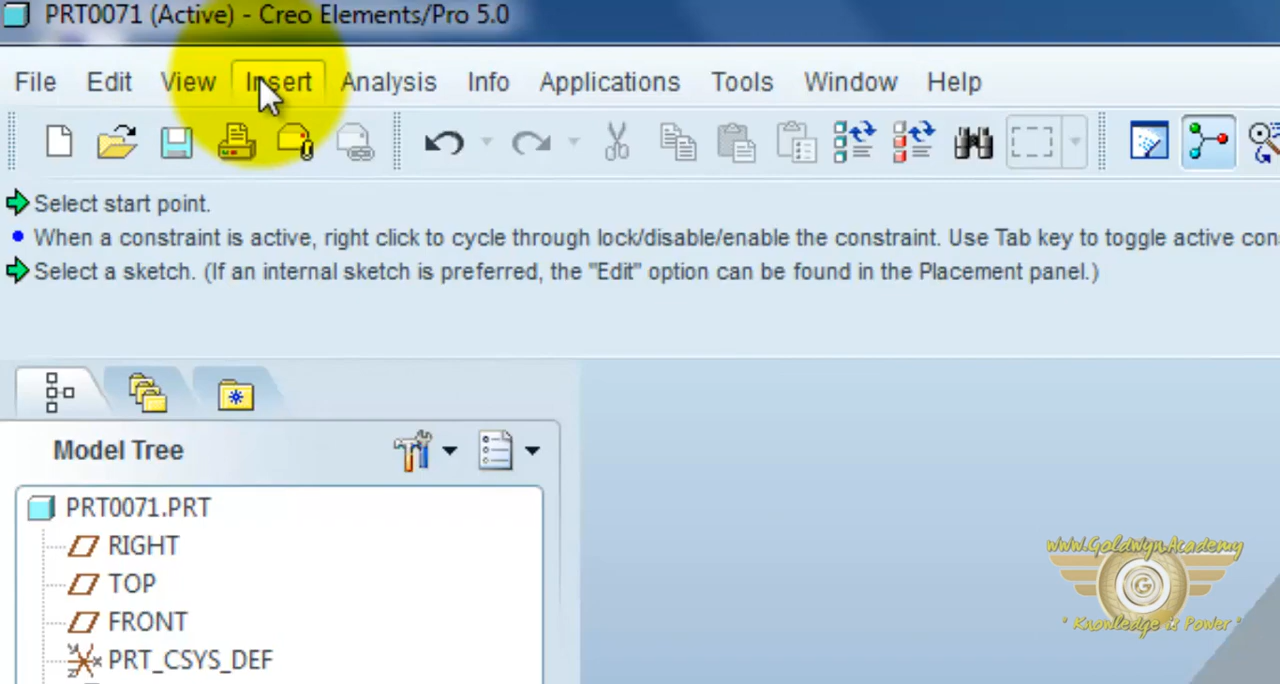 PRT0071 (Active) - Creo Elements/Pro 5.0
File Edit View Insert Analysis Info Applications Tools Window Help
Select start point.
When a constraint is active, right click to cycle through lock/disable/enable the constraint. Use Tab key to toggle active con
Select a sketch. (If an internal sketch is preferred, the "Edit" option can be found in the Placement panel.)
Model Tree
PRT0071.PRT
RIGHT
TOP
FRONT
PRT_CSYS_DEF
www.Goldwyn.Academy
G
" Knowledge is Power "